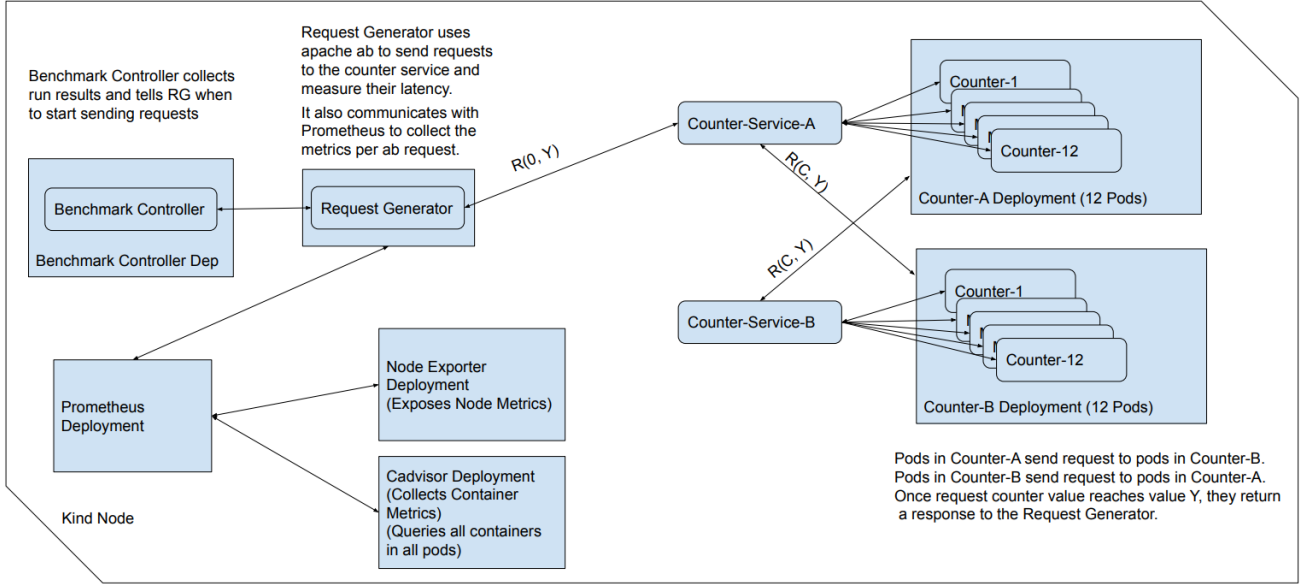 Benchmark Controller collects
run results and tells RG when
to start sending requests
Request Generator uses
apache ab to send requests
to the counter service and
measure their latency.
It also communicates with
Prometheus to collect the
metrics per ab request.
Benchmark Controller
Benchmark Controller Dep
Request Generator
R(0, Y)
Counter-Service-A
R(C, Y)
R(C, Y)
Counter-Service-B
Counter-1
Counter-12
Counter-A Deployment (12 Pods)
Counter-1
Counter-12
Counter-B Deployment (12 Pods)
Prometheus
Deployment
Node Exporter
Deployment
(Exposes Node Metrics)
Cadvisor Deployment
(Collects Container
Metrics)
(Queries all containers
in all pods)
Pods in Counter-A send request to pods in Counter-B.
Pods in Counter-B send request to pods in Counter-A.
Once request counter value reaches value Y, they return
a response to the Request Generator.
Kind Node